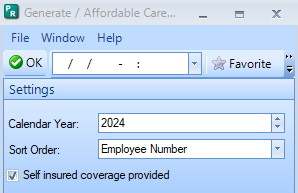 PR Generate / Affordable Care...
File Window Help
OK / / - : Favorite
Settings
Calendar Year: 2024
Sort Order: Employee Number
Self insured coverage provided